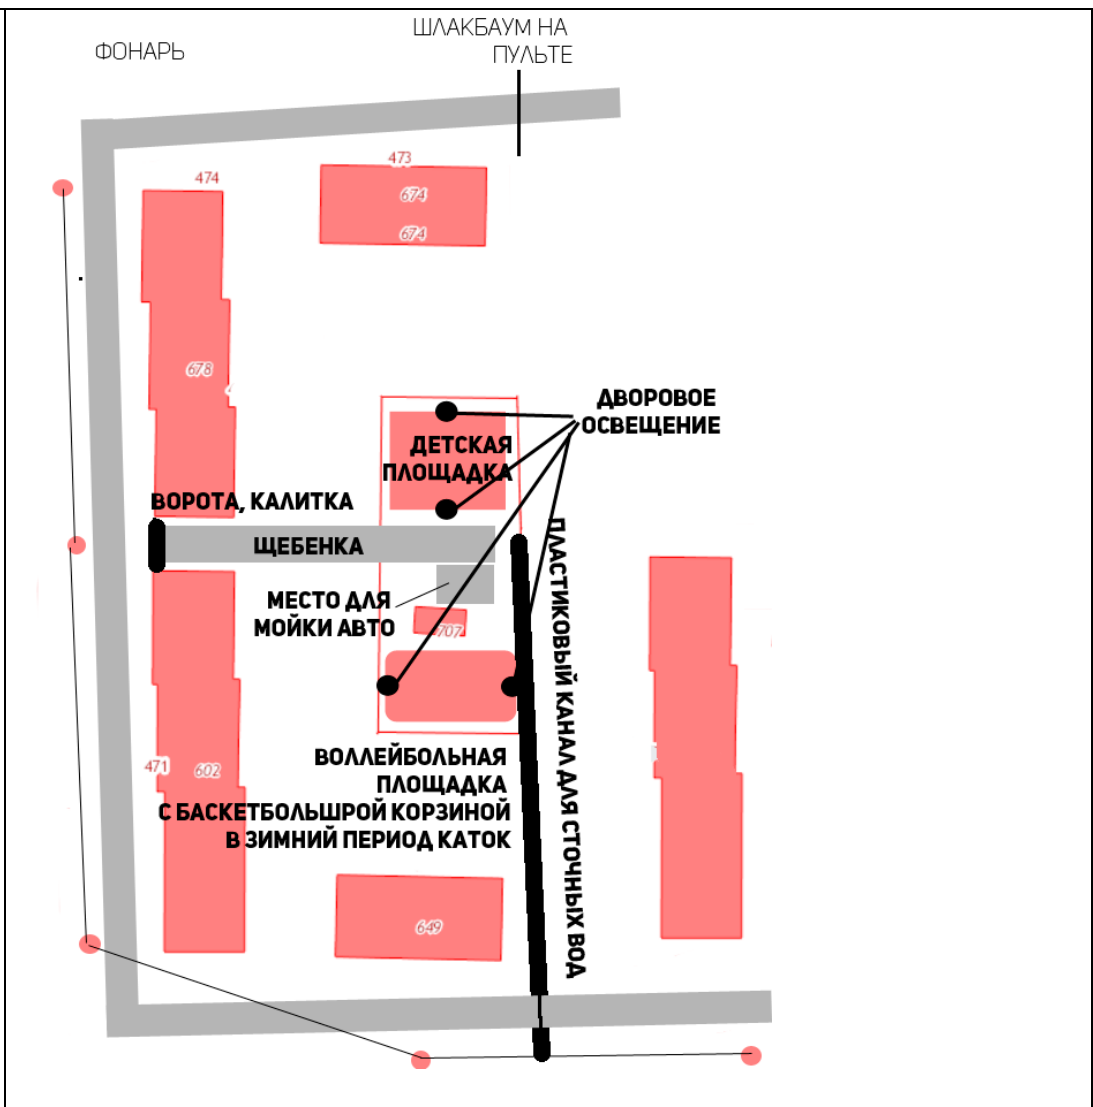 ШЛАКБАУМ НА
ПУЛЬТЕ
ФОНАРЬ
473
474
674
674
678
ДВОРОВОЕ
ОСВЕЩЕНИЕ
ДЕТСКАЯ
ПЛОЩАДКА
ВОРОТА, КАЛИТКА
ЩЕБЕНКА
МЕСТО ДЛЯ
МОЙКИ АВТО
707
ПЛАСТИКОВЫЙ КАНАЛ ДЛЯ СТОЧНЫХ ВОД
ВОЛЛЕЙБОЛЬНАЯ
ПЛОЩАДКА
С БАСКЕТБОЛЬШРОЙ КОРЗИНОЙ
В ЗИМНИЙ ПЕРИОД КАТОК
471
602
649